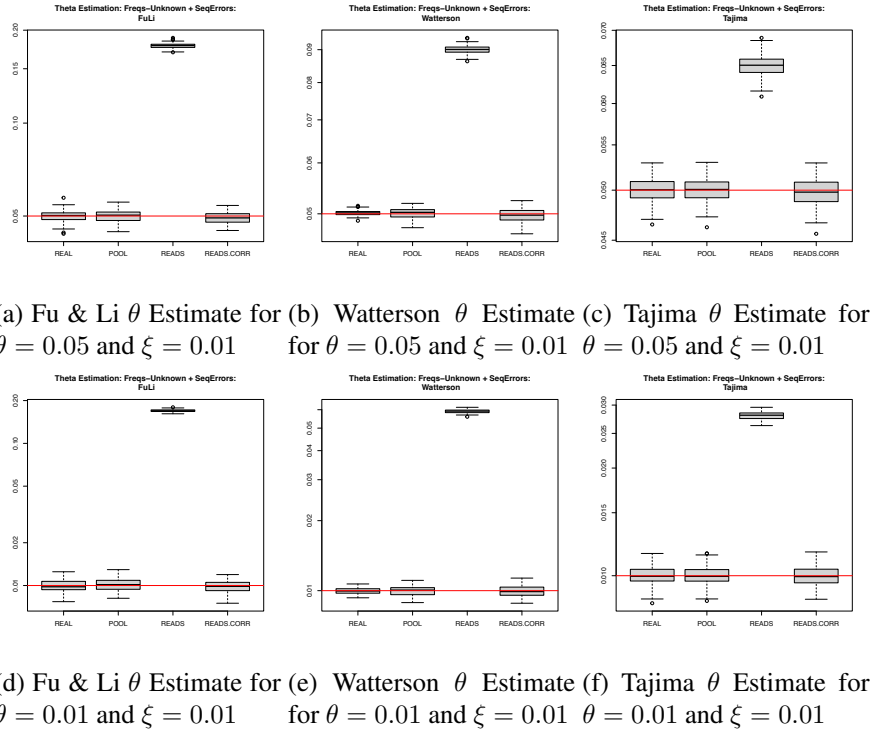 Theta Estimation: Freqs−Unknown + SeqErrors:
FuLi
0.20
0.15
0.10
0.05
REAL POOL READS READS.CORR
Theta Estimation: Freqs−Unknown + SeqErrors:
Watterson
0.09
0.08
0.07
0.06
0.05
REAL POOL READS READS.CORR
Theta Estimation: Freqs−Unknown + SeqErrors:
Tajima
0.070
0.065
0.060
0.055
0.050
0.045
REAL POOL READS READS.CORR
(a) Fu & Li θ Estimate for
θ = 0.05 and ξ = 0.01
(b) Watterson θ Estimate
for θ = 0.05 and ξ = 0.01
(c) Tajima θ Estimate for
θ = 0.05 and ξ = 0.01
Theta Estimation: Freqs−Unknown + SeqErrors:
FuLi
0.20
0.10
0.05
0.02
0.01
REAL POOL READS READS.CORR
Theta Estimation: Freqs−Unknown + SeqErrors:
Watterson
0.05
0.04
0.03
0.02
0.01
REAL POOL READS READS.CORR
Theta Estimation: Freqs−Unknown + SeqErrors:
Tajima
0.030
0.025
0.020
0.015
0.010
REAL POOL READS READS.CORR
(d) Fu & Li θ Estimate for
θ = 0.01 and ξ = 0.01
(e) Watterson θ Estimate
for θ = 0.01 and ξ = 0.01
(f) Tajima θ Estimate for
θ = 0.01 and ξ = 0.01